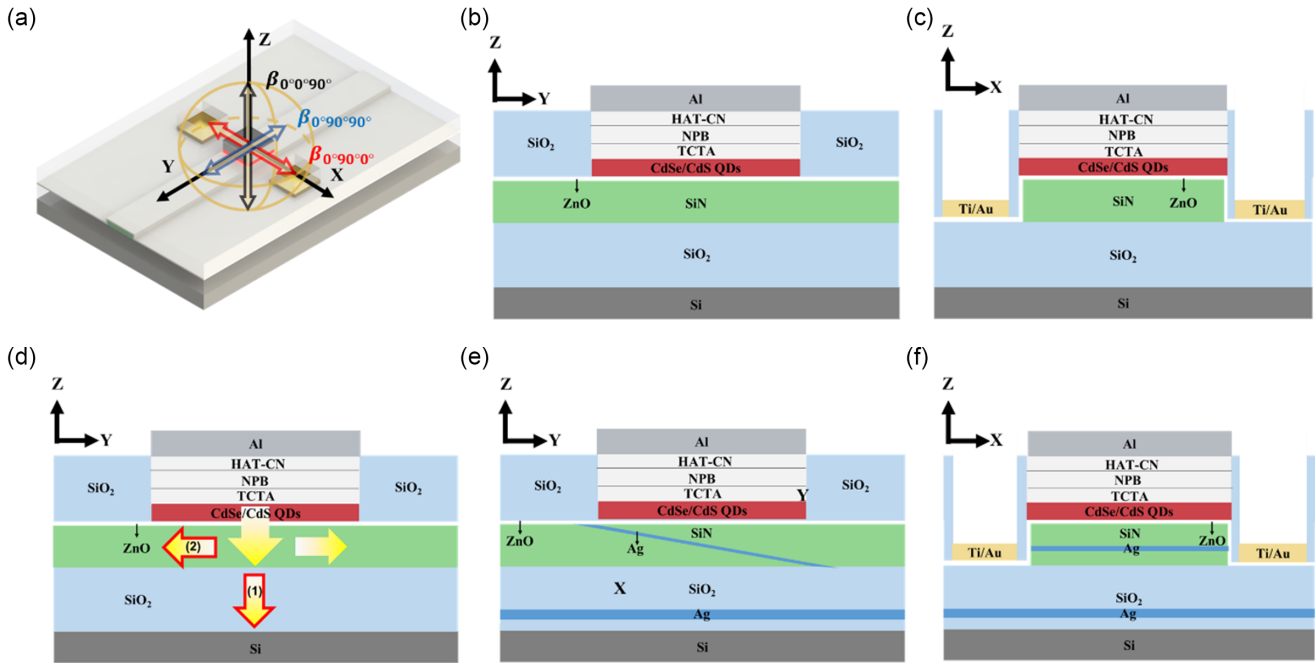 (a)
Z
β0°0°90°
β0°90°90°
β0°90°0°
Y
X
(b)
Z
Y
Al
HAT-CN
NPB
TCTA
CdSe/CdS QDs
SiO2
SiO2
ZnO
SiN
SiO2
Si
(c)
Z
X
Al
HAT-CN
NPB
TCTA
CdSe/CdS QDs
Ti/Au
SiN
ZnO
Ti/Au
SiO2
Si
(d)
Z
Y
Al
HAT-CN
NPB
TCTA
CdSe/CdS QDs
SiO2
SiO2
ZnO
(2)
(1)
SiO2
Si
(e)
Z
Y
Al
HAT-CN
NPB
TCTA
Y
CdSe/CdS QDs
SiO2
SiO2
ZnO
Ag
SiN
X
SiO2
Ag
Si
(f)
Z
X
Al
HAT-CN
NPB
TCTA
CdSe/CdS QDs
Ti/Au
SiN
Ag
ZnO
Ti/Au
SiO2
Ag
Si